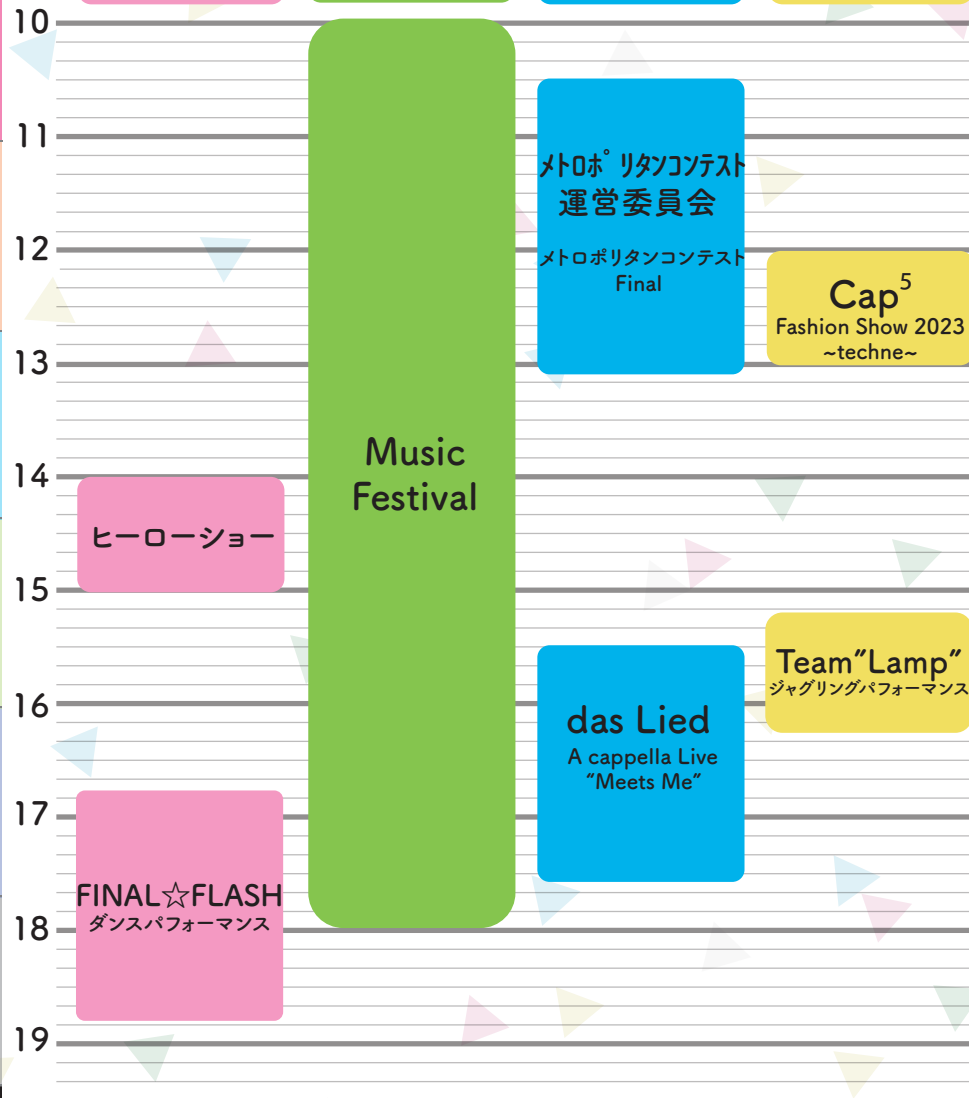 10
11
12
13
14
15
16
17
18
19
ヒーローショー
FINAL☆FLASH
ダンスパフォーマンス
Music
Festival
メトロポリタンコンテスト
運営委員会
メトロポリタンコンテスト
Final
das Lied
A cappella Live
"Meets Me"
Cap⁵
Fashion Show 2023
~techne~
Team"Lamp"
ジャグリングパフォーマンス